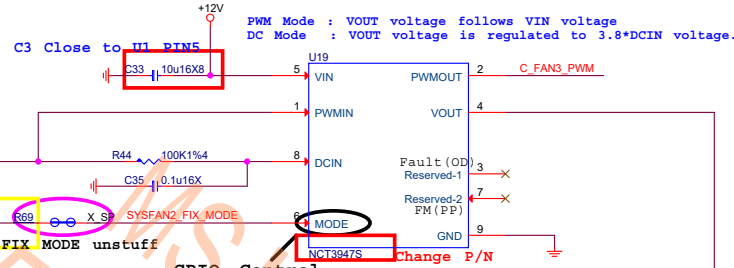 +12V
PWM Mode : VOUT voltage follows VIN voltage
DC Mode : VOUT voltage is regulated to 3.8*DCIN voltage.
C3 Close to U1 PIN5
U19
C33 10u16X8
5 VIN
PWMOUT 2 C_FAN3_PWM
1 PWMIN
VOUT 4
R44 100K1%4
8 DCIN
Fault(OD)
Reserved-1 3
C35 0.1u16X
Reserved-2 7
FM(PP)
R69 X_SP SYSFAN2_FIX_MODE
6 MODE
GND 9
FIX MODE unstuff
NCT3947S Change P/N
GPIO Control